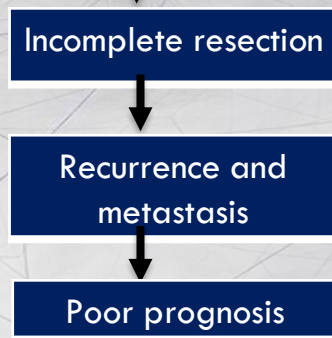 Incomplete resection
Recurrence and
metastasis
Poor prognosis